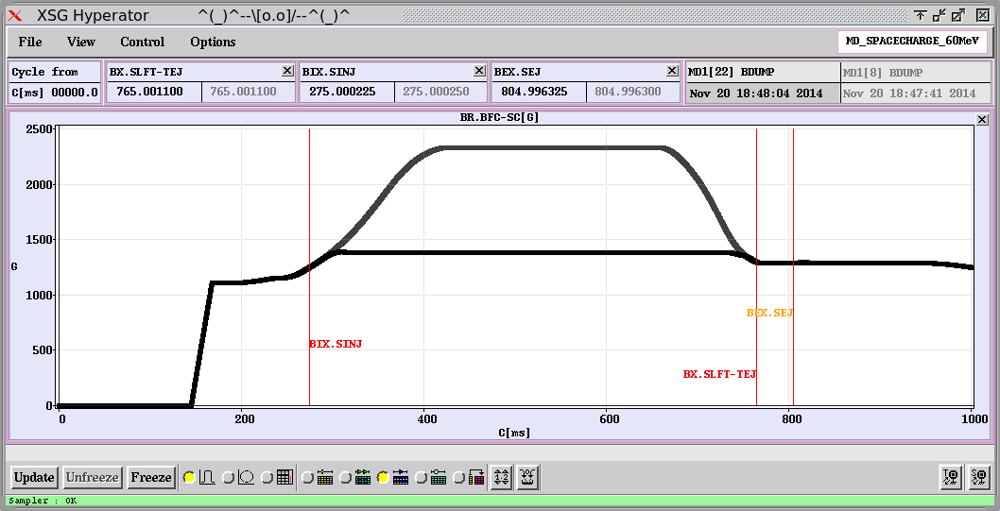 XSG Hyperator ^(_)^--\[o.o]/--^(_)^
File View Control Options MD_SPACECHARGE_60MeV
Cycle from BX.SLFT-TEJ BIX.SINJ BEX.SEJ MD1[22] BDUMP MD1[8] BDUMP
C[ms] 00000.0 765.001100 765.001100 275.000225 275.000250 804.996325 804.996300 Nov 20 18:48:04 2014 Nov 20 18:47:41 2014
BR.BFC-SC[G]
2500
2000
1500
G
1000
BEX.SEJ
BIX.SINJ
500
BX.SLFT-TEJ
0
0 200 400 600 800 1000
C[ms]
Update Unfreeze Freeze
Sampler : OK